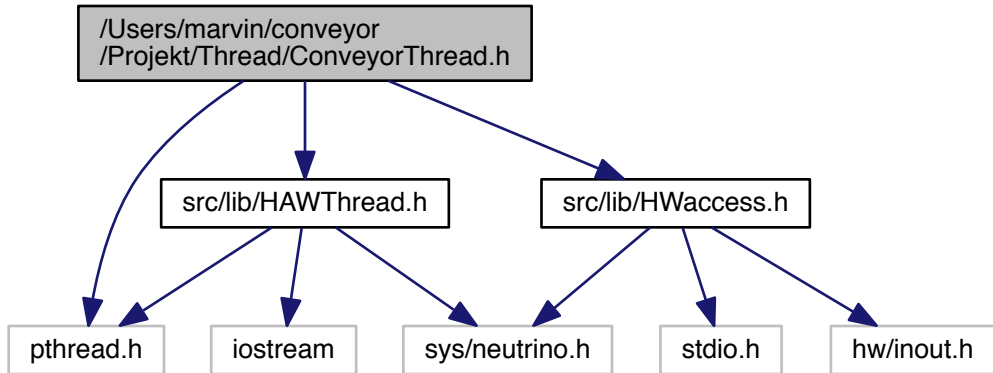 /Users/marvin/conveyor
/Projekt/Thread/ConveyorThread.h
src/lib/HAWThread.h
src/lib/HWaccess.h
pthread.h
iostream
sys/neutrino.h
stdio.h
hw/inout.h